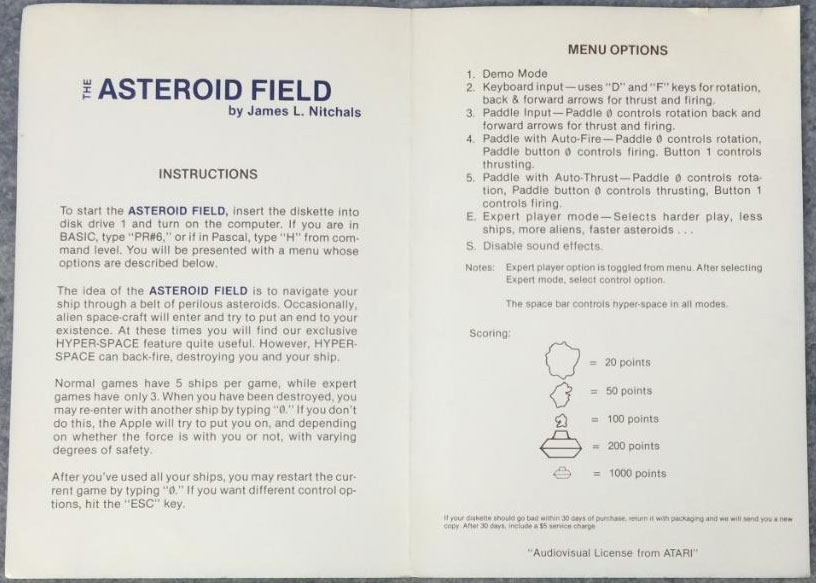 THE ASTEROID FIELD
by James L. Nitchals
INSTRUCTIONS
To start the ASTEROID FIELD, insert the diskette into
disk drive 1 and turn on the computer. If you are in
BASIC, type "PR#6," or if in Pascal, type "H" from com-
mand level. You will be presented with a menu whose
options are described below.
The idea of the ASTEROID FIELD is to navigate your
ship through a belt of perilous asteroids. Occasionally,
alien space-craft will enter and try to put an end to your
existence. At these times you will find our exclusive
HYPER-SPACE feature quite useful. However, HYPER-
SPACE can back-fire, destroying you and your ship.
Normal games have 5 ships per game, while expert
games have only 3. When you have been destroyed, you
may re-enter with another ship by typing "Ø." If you don't
do this, the Apple will try to put you on, and depending
on whether the force is with you or not, with varying
degrees of safety.
After you've used all your ships, you may restart the cur-
rent game by typing "Ø." If you want different control op-
tions, hit the "ESC" key.
MENU OPTIONS
1. Demo Mode
2. Keyboard input—uses "D" and "F" keys for rotation,
back & forward arrows for thrust and firing.
3. Paddle Input—Paddle Ø controls rotation back and
forward arrows for thrust and firing.
4. Paddle with Auto-Fire—Paddle Ø controls rotation,
Paddle button Ø controls firing. Button 1 controls
thrusting.
5. Paddle with Auto-Thrust—Paddle Ø controls rota-
tion, Paddle button Ø controls thrusting, Button 1
controls firing.
E. Expert player mode—Selects harder play, less
ships, more aliens, faster asteroids . . .
S. Disable sound effects.
Notes: Expert player option is toggled from menu. After selecting
Expert mode, select control option.
The space bar controls hyper-space in all modes.
Scoring:
= 20 points
= 50 points
= 100 points
= 200 points
= 1000 points
If your diskette should go bad within 30 days of purchase, return it with packaging and we will send you a new
copy. After 30 days, include a $5 service charge
"Audiovisual License from ATARI"